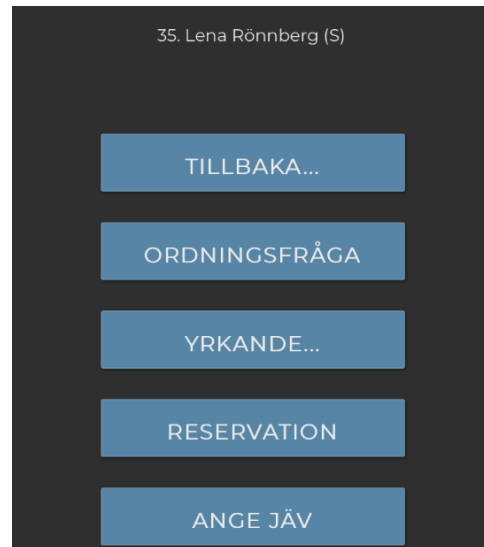 35. Lena Rönnberg (S)
TILLBAKA...
ORDNINGSFRÅGA
YRKANDE...
RESERVATION
ANGE JÄV